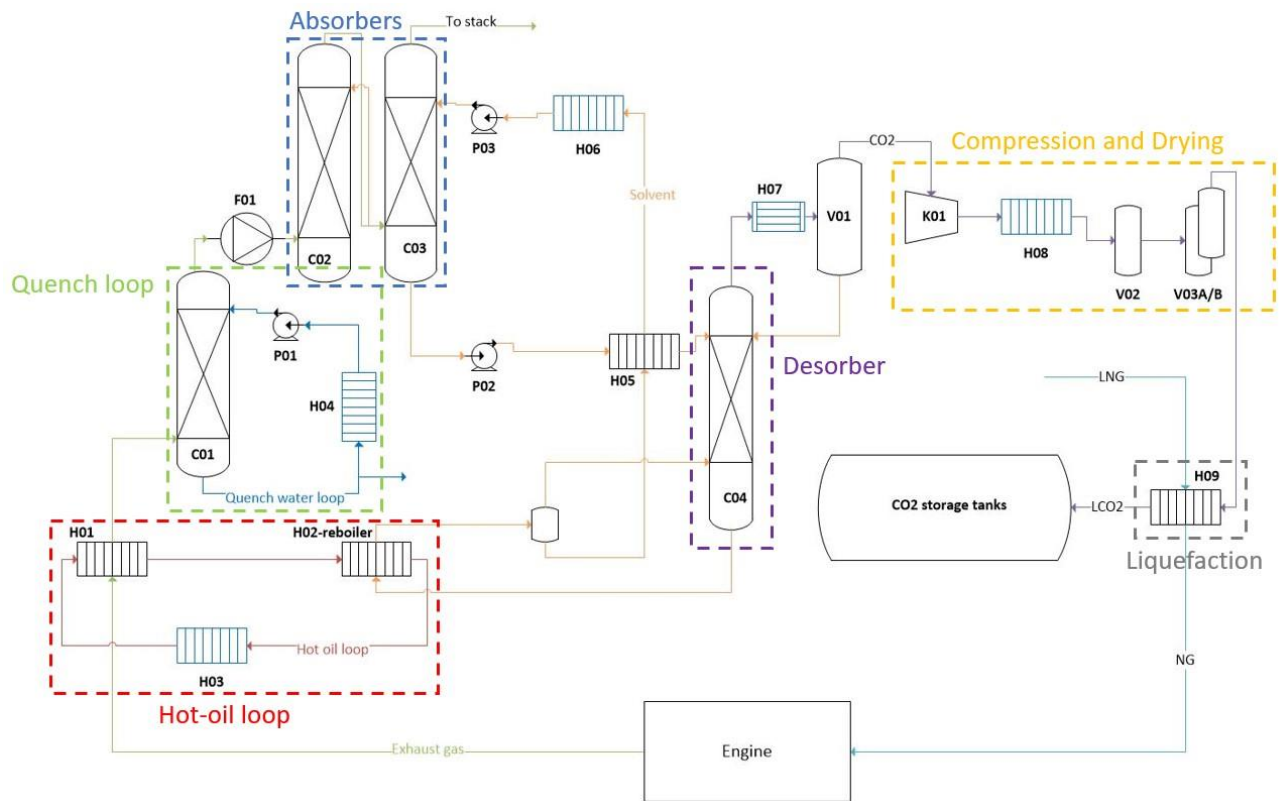 Absorbers
To stack
P03
H06
CO2
Compression and Drying
H07
V01
K01
H08
V02
V03A/B
F01
Solvent
C02
C03
Quench loop
P01
H04
C01
Quench water loop
P02
H05
Desorber
C04
LNG
H09
CO2 storage tanks
LCO2
Liquefaction
H01
H02-reboiler
Hot oil loop
H03
Hot-oil loop
NG
Exhaust gas
Engine